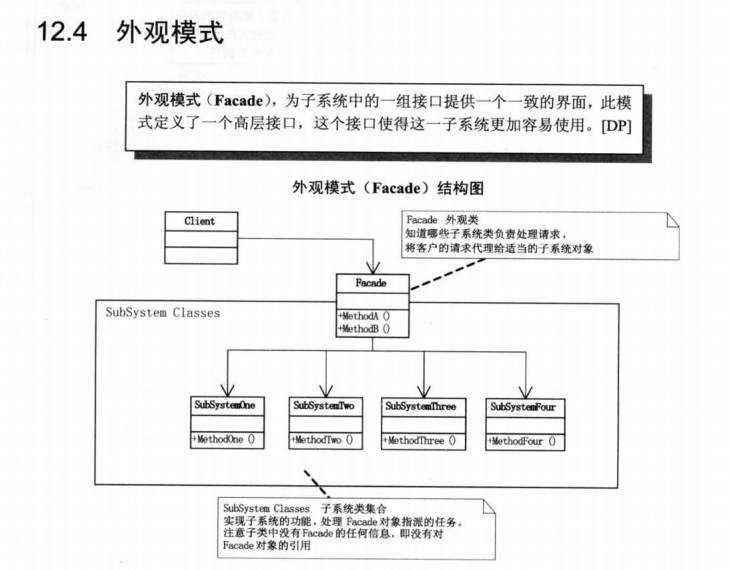 12.4 外观模式
外观模式（Facade），为子系统中的一组接口提供一个一致的界面，此模
式定义了一个高层接口，这个接口使得这一子系统更加容易使用。[DP]
外观模式（Facade）结构图
Client
Facade 外观类
知道哪些子系统类负责处理请求，
将客户的请求代理给适当的子系统对象
Facade
+MethodA ()
+MethodB ()
SubSystem Classes
SubSystemOne
+MethodOne ()
SubSystemTwo
+MethodTwo ()
SubSystemThree
+MethodThree ()
SubSystemFour
+MethodFour ()
SubSystem Classes 子系统类集合
实现子系统的功能，处理 Facade 对象指派的任务。
注意子类中没有Facade 的任何信息，即没有对
Facade 对象的引用